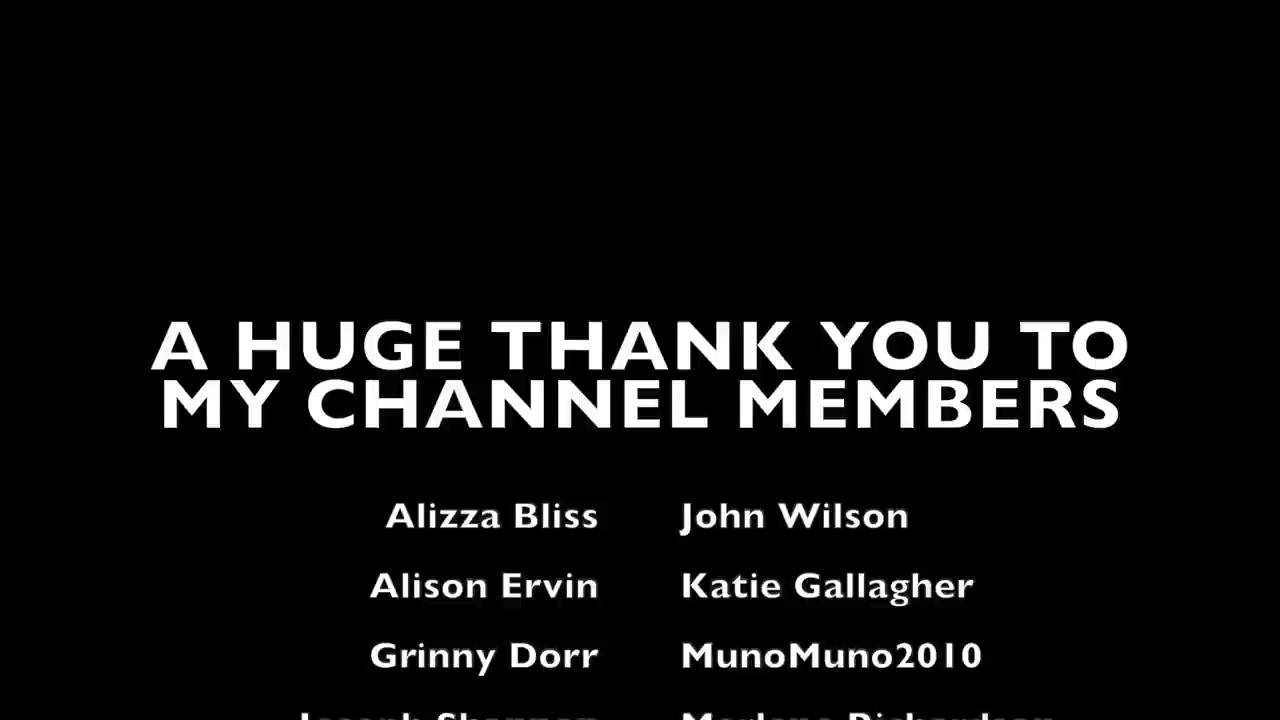 A HUGE THANK YOU TO
MY CHANNEL MEMBERS
Alizza Bliss John Wilson
Alison Ervin Katie Gallagher
Grinny Dorr MunoMuno2010